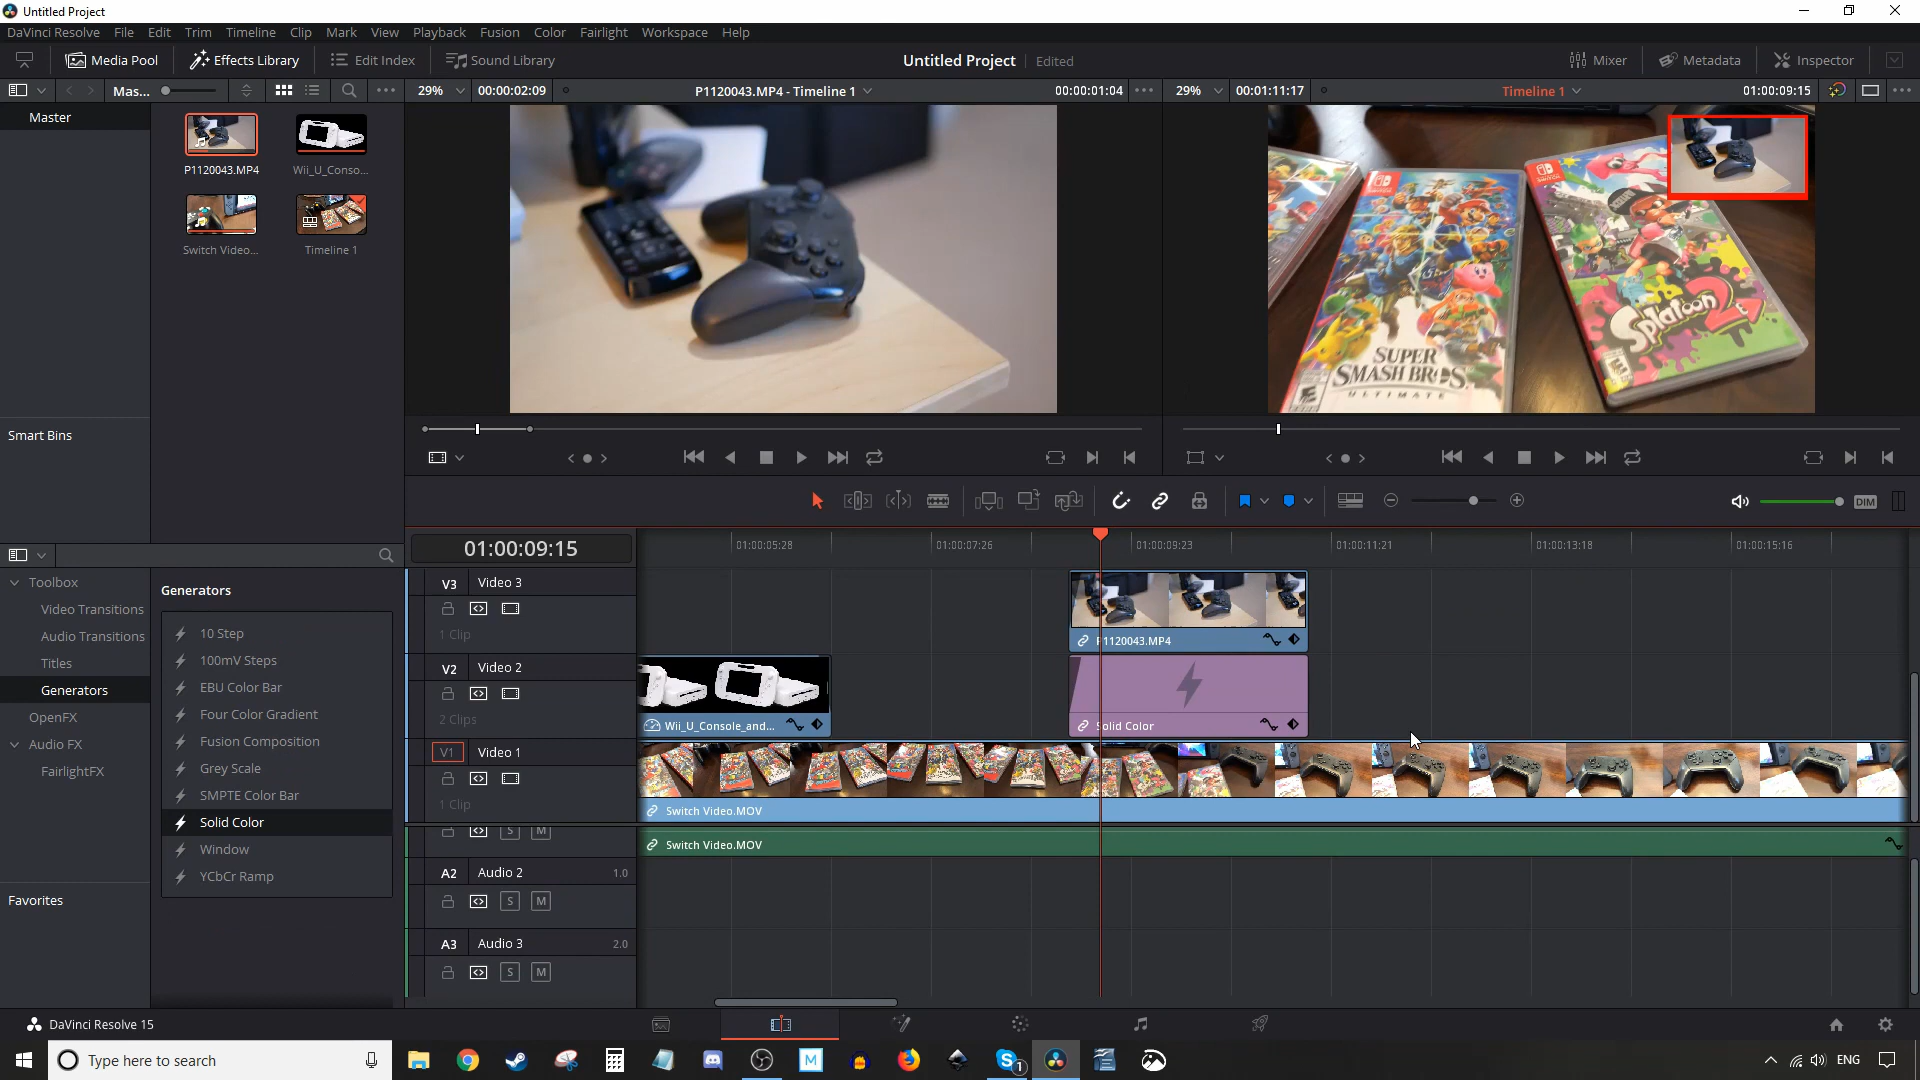 Untitled Project
DaVinci Resolve File Edit Trim Timeline Clip Mark View Playback Fusion Color Fairlight Workspace Help
Media Pool Effects Library Edit Index Sound Library Untitled Project Edited Mixer Metadata Inspector
Mas... 29% 00:00:02:09 P1120043.MP4 - Timeline 1 00:00:01:04 29% 00:01:11:17 Timeline 1 01:00:09:15
Master
P1120043.MP4 Wii_U_Conso...
Switch Video... Timeline 1
SUPER
SMASH BROS.
ULTIMATE
Splatoon 2
Smart Bins
DIM
01:00:09:15
01:00:05:28 01:00:07:26 01:00:09:23 01:00:11:21 01:00:13:18 01:00:15:16
Toolbox
Video Transitions
Audio Transitions
Titles
Generators
OpenFX
Audio FX
FairlightFX
Favorites
Generators
10 Step
100mV Steps
EBU Color Bar
Four Color Gradient
Fusion Composition
Grey Scale
SMPTE Color Bar
Solid Color
Window
YCbCr Ramp
V3 Video 3
1 Clip
P1120043.MP4
V2 Video 2
2 Clips
Wii_U_Console_and... Solid Color
V1 Video 1
1 Clip
Switch Video.MOV
S M
Switch Video.MOV
A2 Audio 2 1.0
S M
A3 Audio 3 2.0
S M
DaVinci Resolve 15
Type here to search
M
1
ENG